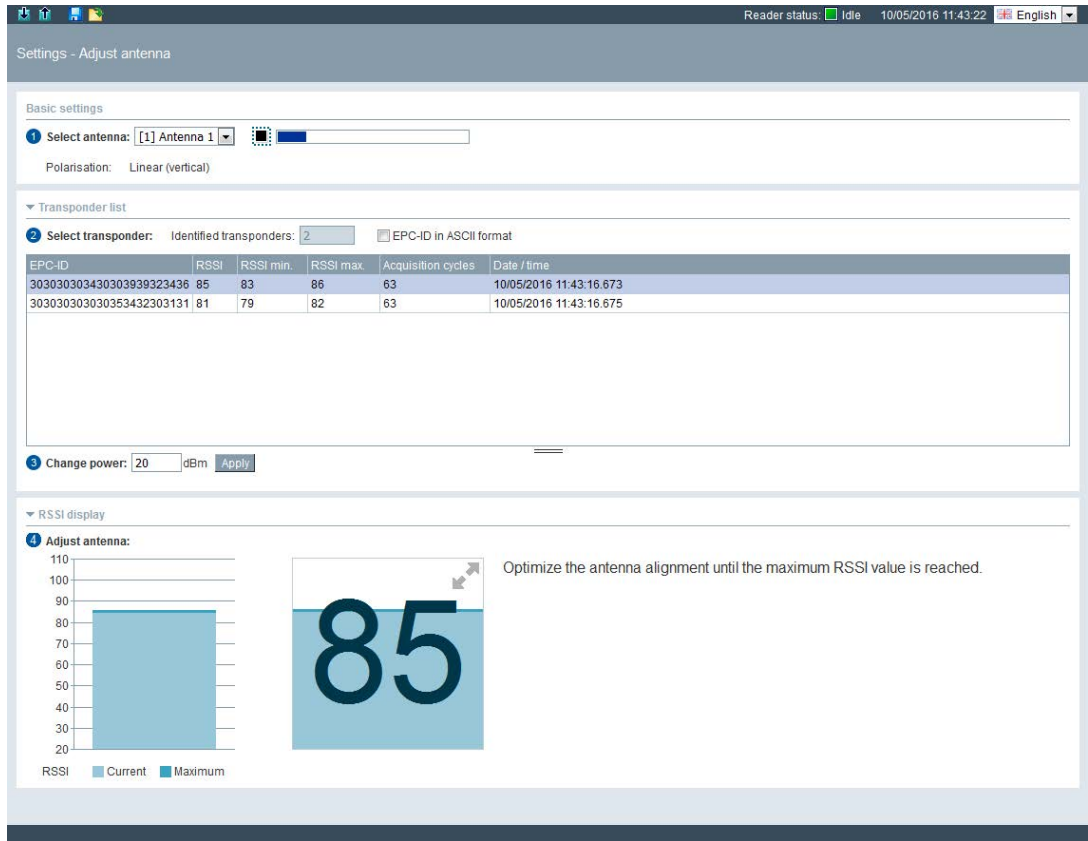 Reader status: Idle 10/05/2016 11:43:22 English
Settings - Adjust antenna
Basic settings
1 Select antenna: [1] Antenna 1
Polarisation: Linear (vertical)
Transponder list
2 Select transponder: Identified transponders: 2 EPC-ID in ASCII format
EPC-ID RSSI RSSI min. RSSI max. Acquisition cycles Date / time
303030303430303939323436 85 83 86 63 10/05/2016 11:43:16.673
303030303030353432303131 81 79 82 63 10/05/2016 11:43:16.675
3 Change power: 20 dBm Apply
RSSI display
4 Adjust antenna:
110
100
90
80
70
60
50
40
30
20
RSSI Current Maximum
85
Optimize the antenna alignment until the maximum RSSI value is reached.